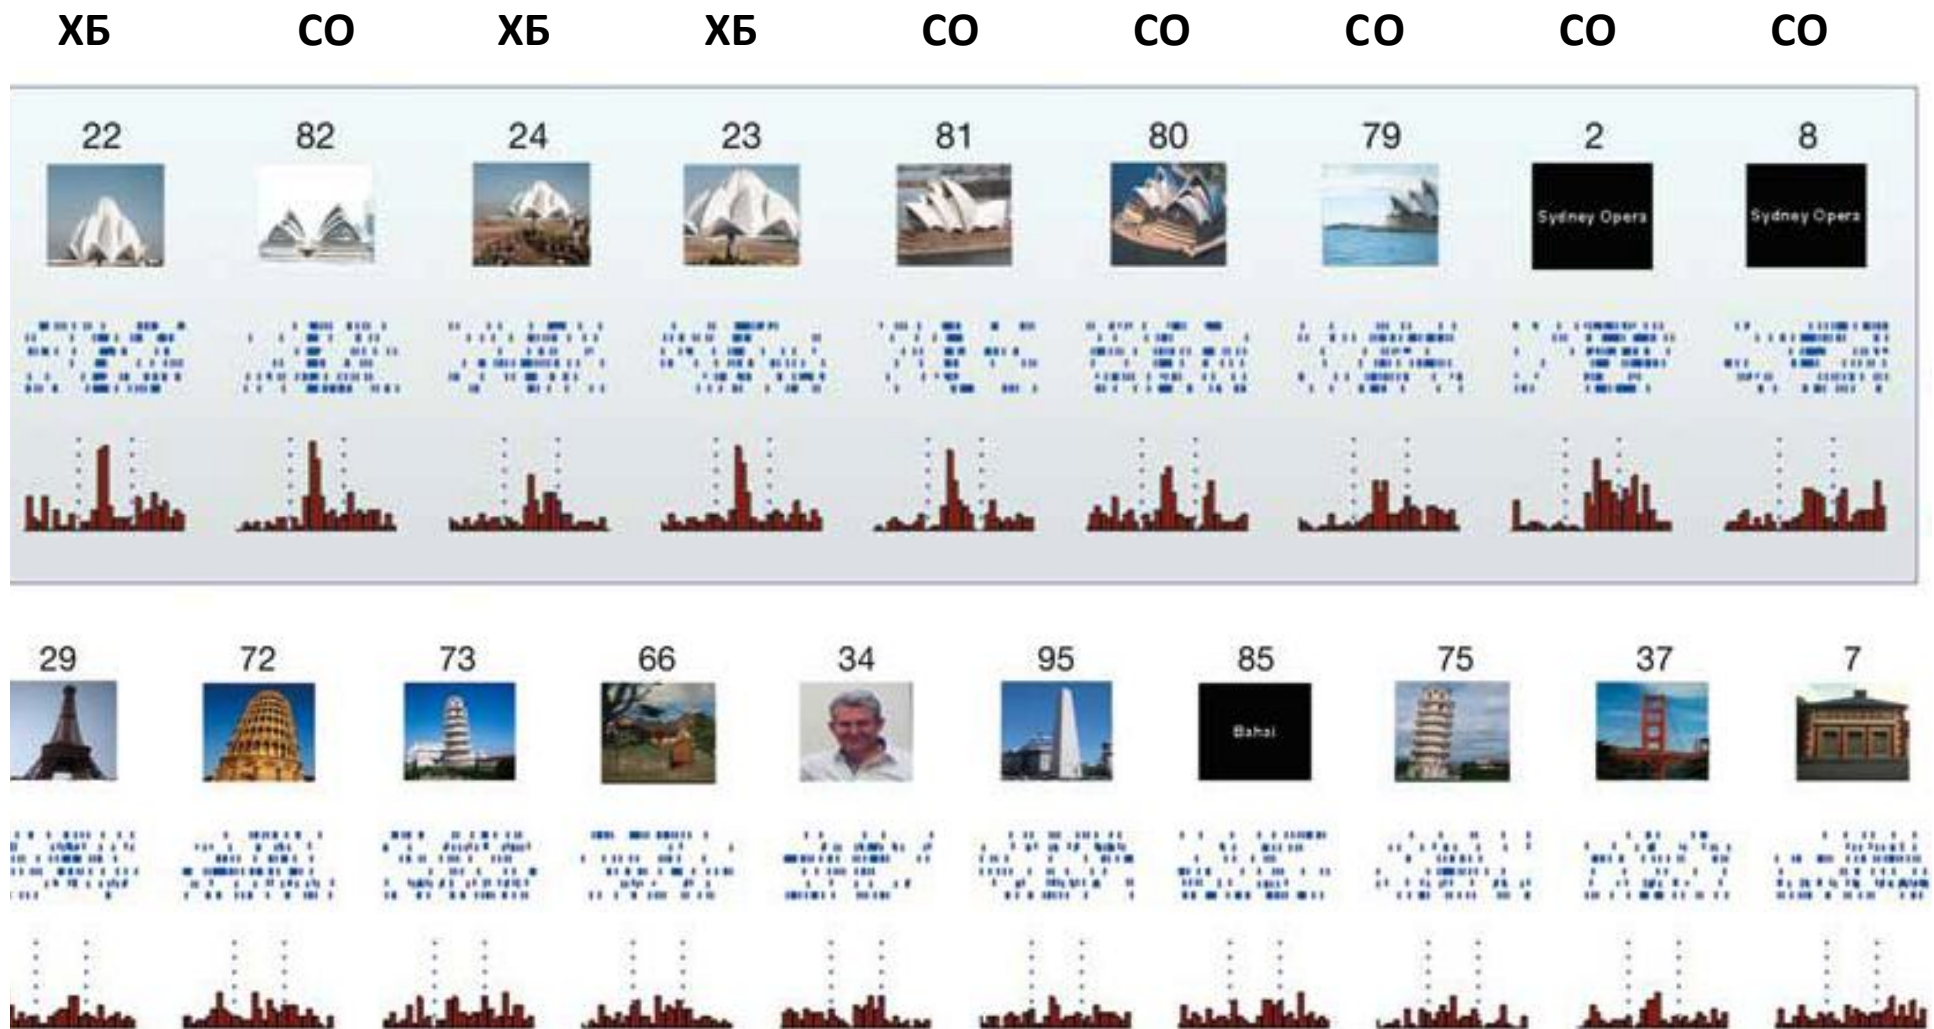 ХБ СО ХБ ХБ СО СО СО СО СО
22 82 24 23 81 80 79 2 8
Sydney Opera Sydney Opera
29 72 73 66 34 95 85 75 37 7
Bahai